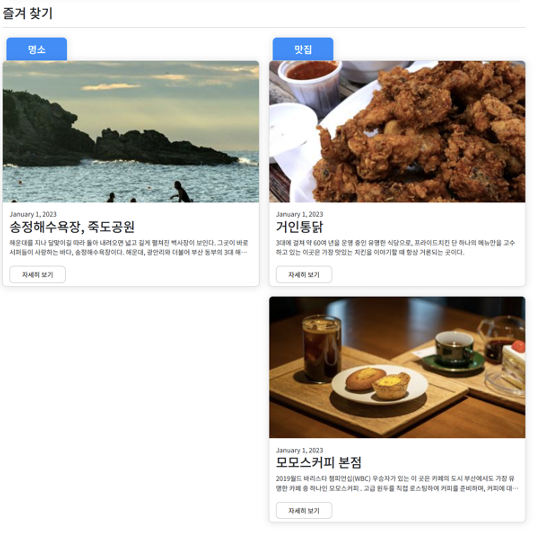 즐겨 찾기
명소
January 1, 2023
송정해수욕장, 죽도공원
해운대를 지나 달맞이길 따라 돌아 내려오면 넓고 길게 펼쳐진 백사장이 보인다. 그곳이 바로
서퍼들이 사랑하는 바다, 송정해수욕장이다. 해운대, 광안리와 더불어 부산 동부의 3대 해…
자세히 보기
맛집
January 1, 2023
거인통닭
3대에 걸쳐 약 60여 년을 운영 중인 유명한 식당으로, 프라이드치킨 단 하나의 메뉴만을 고수
하고 있는 이곳은 가장 맛있는 치킨을 이야기할 때 항상 거론되는 곳이다.
자세히 보기
January 1, 2023
모모스커피 본점
2019월드 바리스타 챔피언십(WBC) 우승자가 있는 이 곳은 카페의 도시 부산에서도 가장 유
명한 카페 중 하나인 모모스커피 . 고급 원두를 직접 로스팅하여 커피를 준비하며, 커피에 대…
자세히 보기